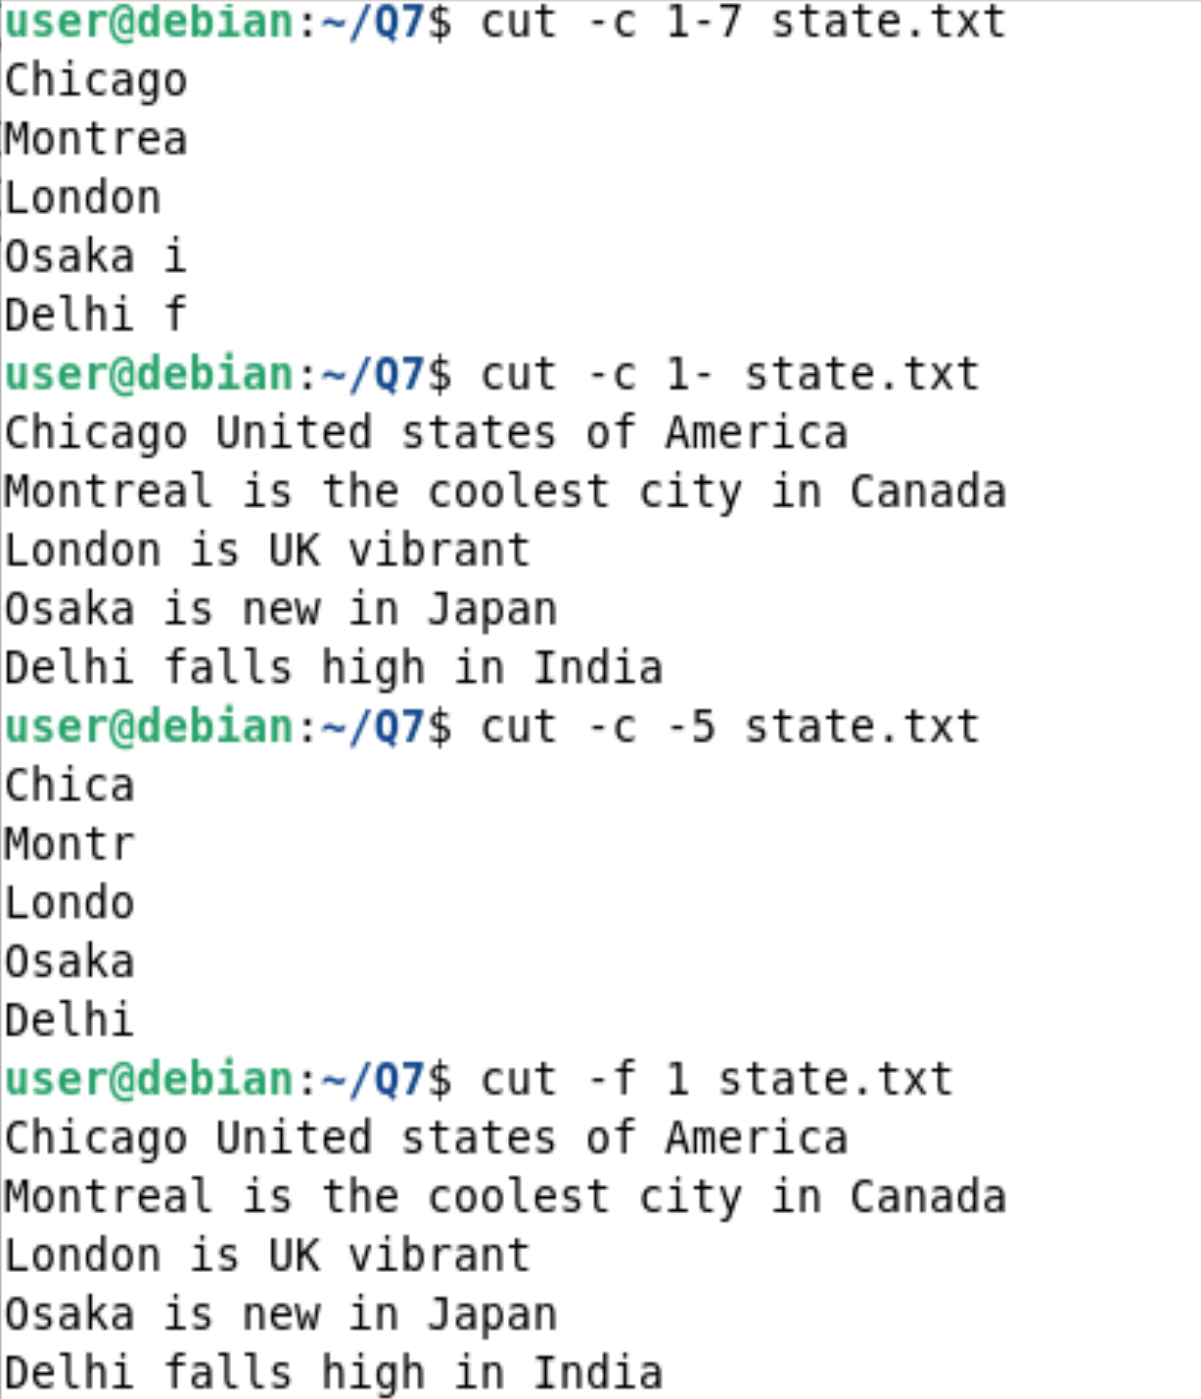 user@debian:~/Q7$ cut -c 1-7 state.txt
Chicago
Montrea
London
Osaka i
Delhi f
user@debian:~/Q7$ cut -c 1- state.txt
Chicago United states of America
Montreal is the coolest city in Canada
London is UK vibrant
Osaka is new in Japan
Delhi falls high in India
user@debian:~/Q7$ cut -c -5 state.txt
Chica
Montr
Londo
Osaka
Delhi
user@debian:~/Q7$ cut -f 1 state.txt
Chicago United states of America
Montreal is the coolest city in Canada
London is UK vibrant
Osaka is new in Japan
Delhi falls high in India